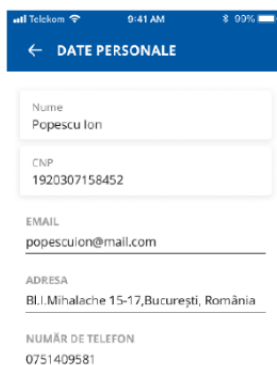 Telekom 9:41 AM 99%
← DATE PERSONALE
Nume
Popescu Ion
CNP
1920307158452
EMAIL
popescuion@mail.com
ADRESA
Bl.I.Mihalache 15-17,București, România
NUMĂR DE TELEFON
0751409581